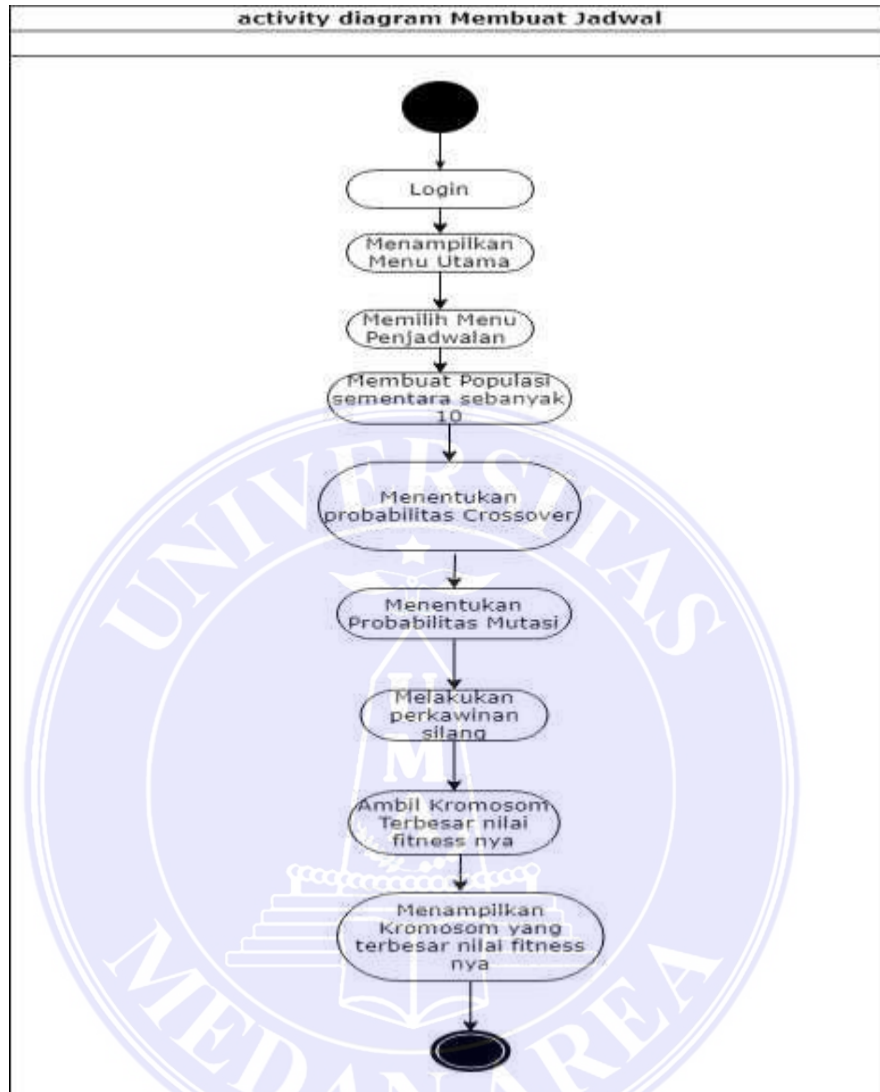 activity diagram Membuat Jadwal
Login
Menampilkan
Menu Utama
Memilih Menu
Penjadwalan
Membuat Populasi
sementara sebanyak
10
Menentukan
probabilitas Crossover
Menentukan
Probabilitas Mutasi
Melakukan
perkawinan
silang
Ambil Kromosom
Terbesar nilai
fitness nya
Menampilkan
Kromosom yang
terbesar nilai fitness
nya
UNIVERSITAS
U
M
MEDAN AREA